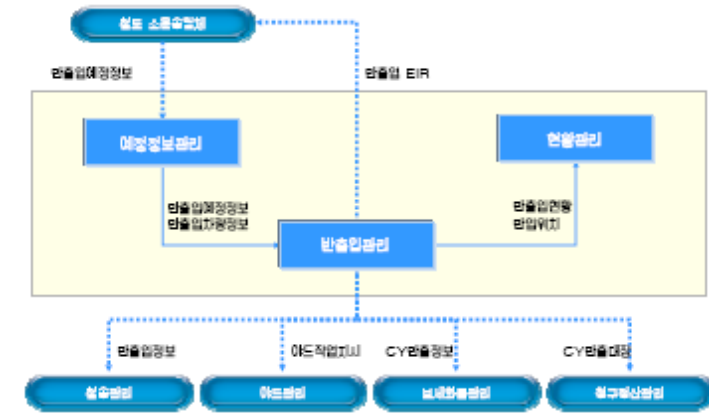 철도 소운송업체
반출입예정정보
반출입 EIR
예정정보관리
현황관리
반출입예정정보
반출입차량정보
반출입현황
반입위치
반출입관리
반출입정보
야드작업지시
CY반출정보
CY반출대장
철송관리
야드관리
보세화물관리
청구정산관리